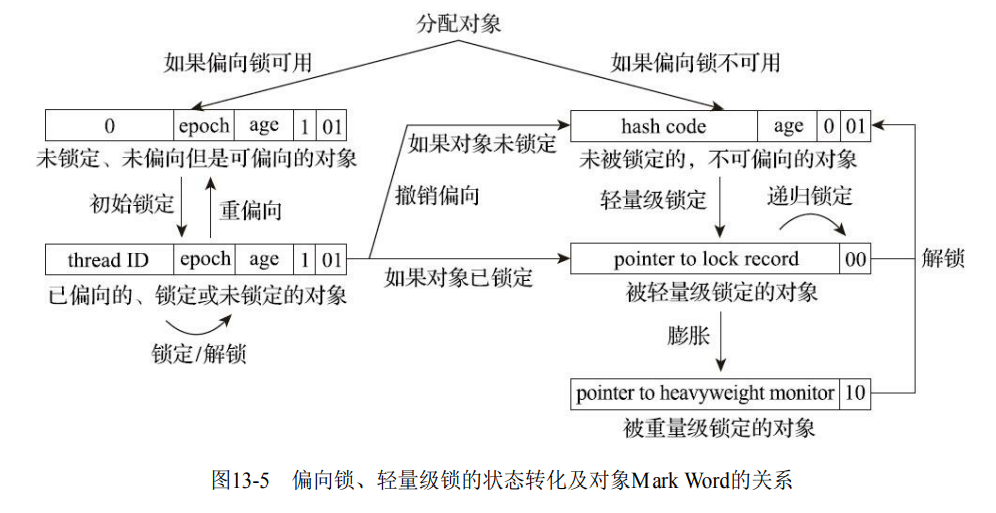 分配对象
如果偏向锁可用
如果偏向锁不可用
0 epoch age 1 01
未锁定、未偏向但是可偏向的对象
初始锁定
重偏向
thread ID epoch age 1 01
已偏向的、锁定或未锁定的对象
锁定/解锁
如果对象未锁定
撤销偏向
如果对象已锁定
hash code age 0 01
未被锁定的，不可偏向的对象
轻量级锁定
递归锁定
pointer to lock record 00
被轻量级锁定的对象
解锁
膨胀
pointer to heavyweight monitor 10
被重量级锁定的对象
图13-5 偏向锁、轻量级锁的状态转化及对象Mark Word的关系